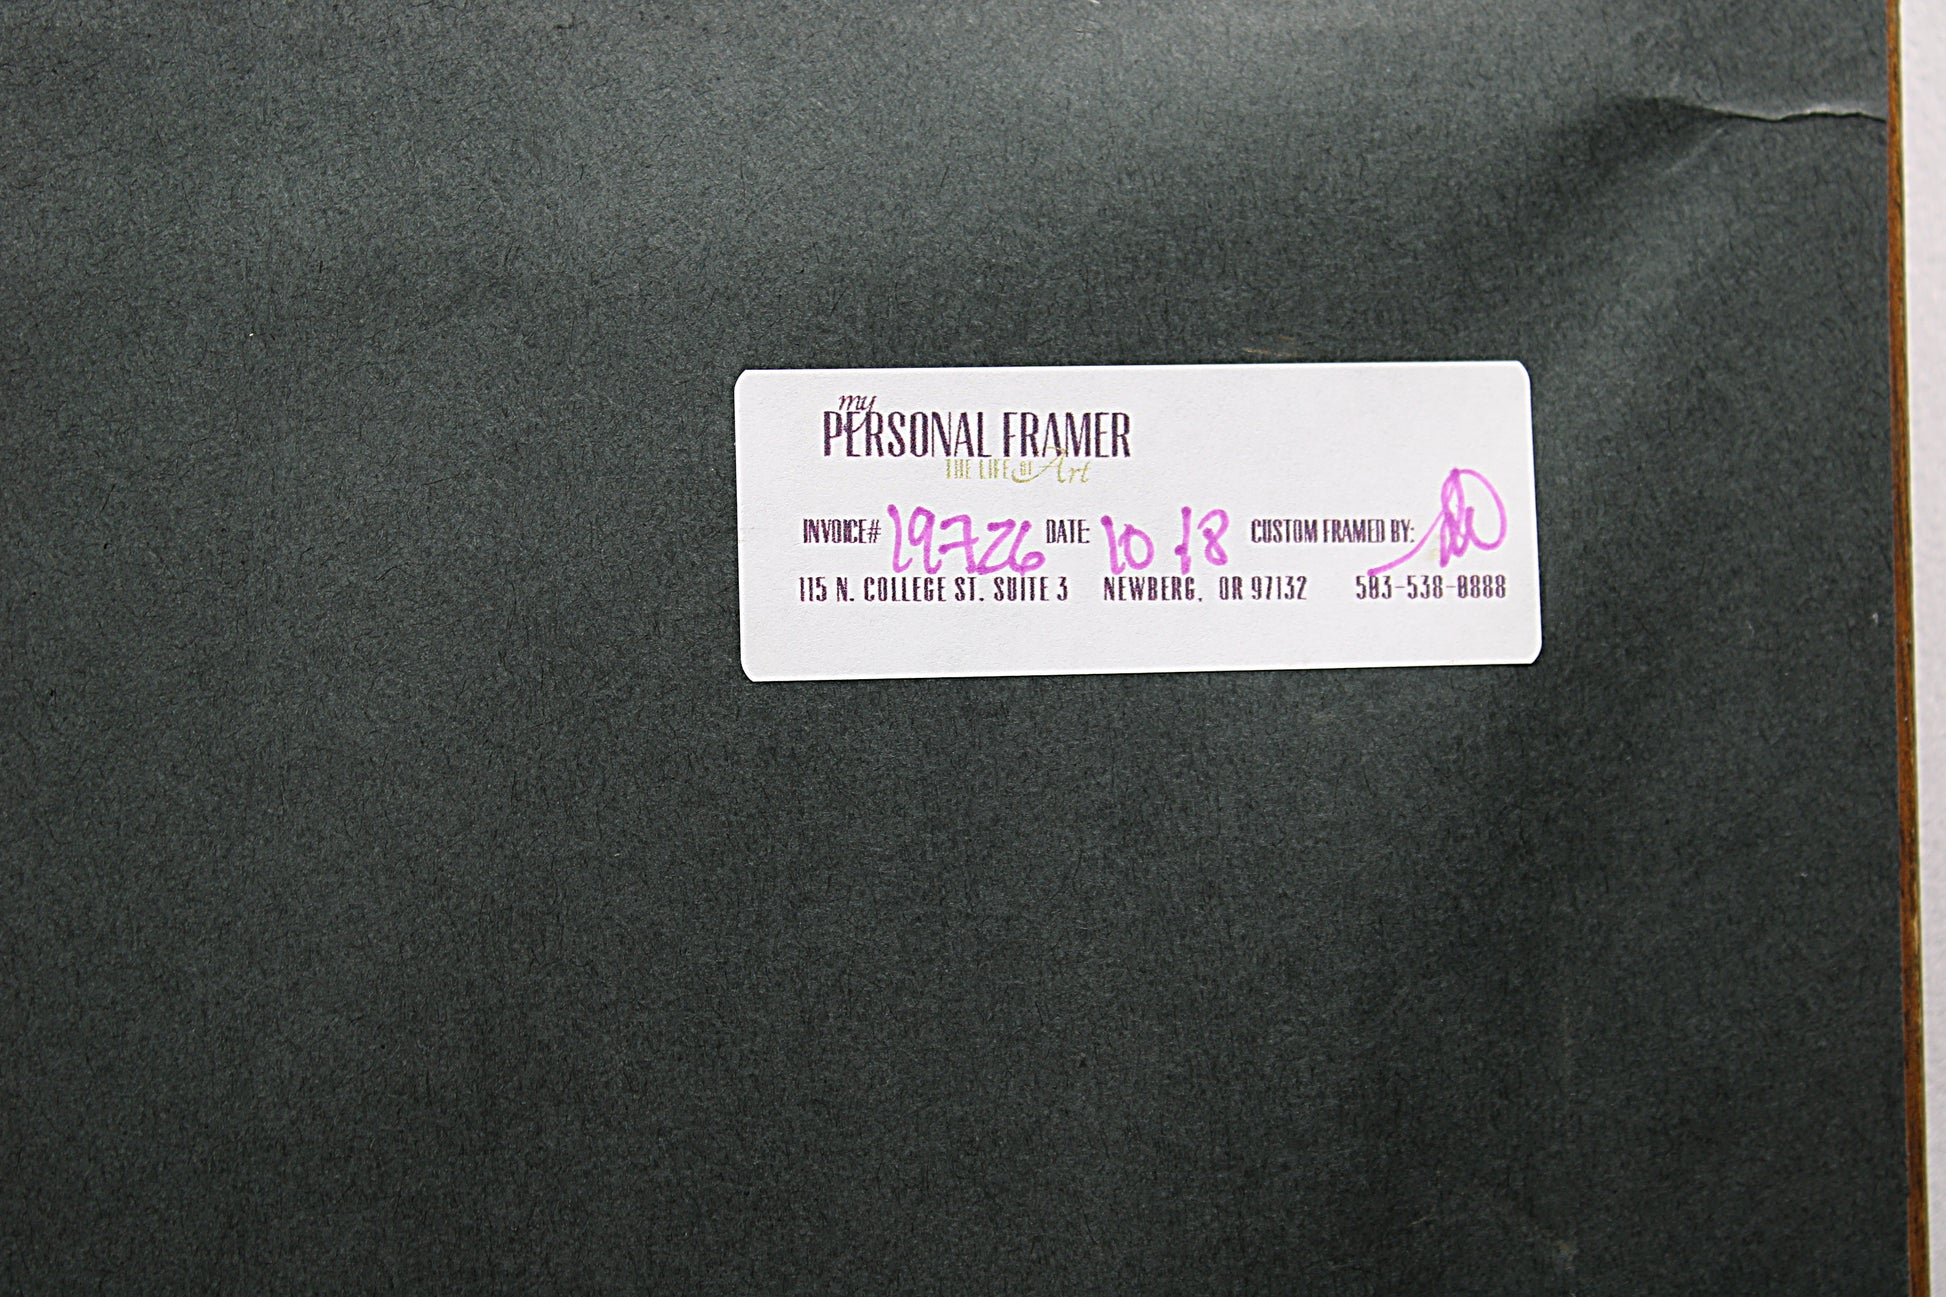 my
PERSONAL FRAMER
THE LIFE of Art
INVOICE# 19726 DATE 10 18 CUSTOM FRAMED BY:
115 N. COLLEGE ST. SUITE 3 NEWBERG, OR 97132 503-538-0888